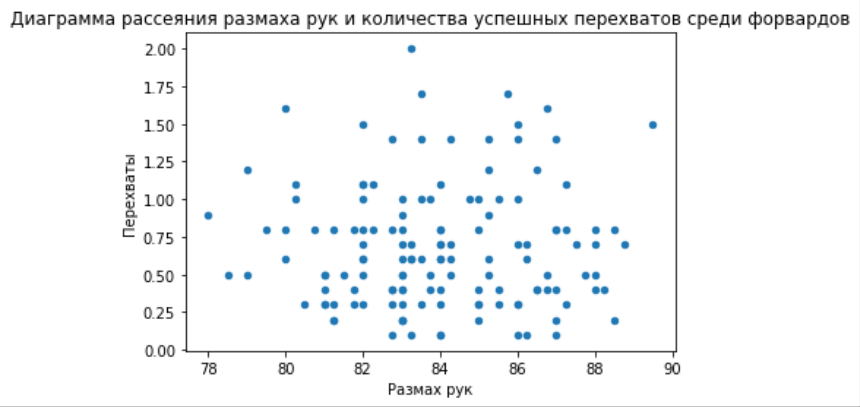 Диаграмма рассеяния размаха рук и количества успешных перехватов среди форвардов
2.00
1.75
1.50
1.25
1.00
0.75
0.50
0.25
0.00
Перехваты
78 80 82 84 86 88 90
Размах рук